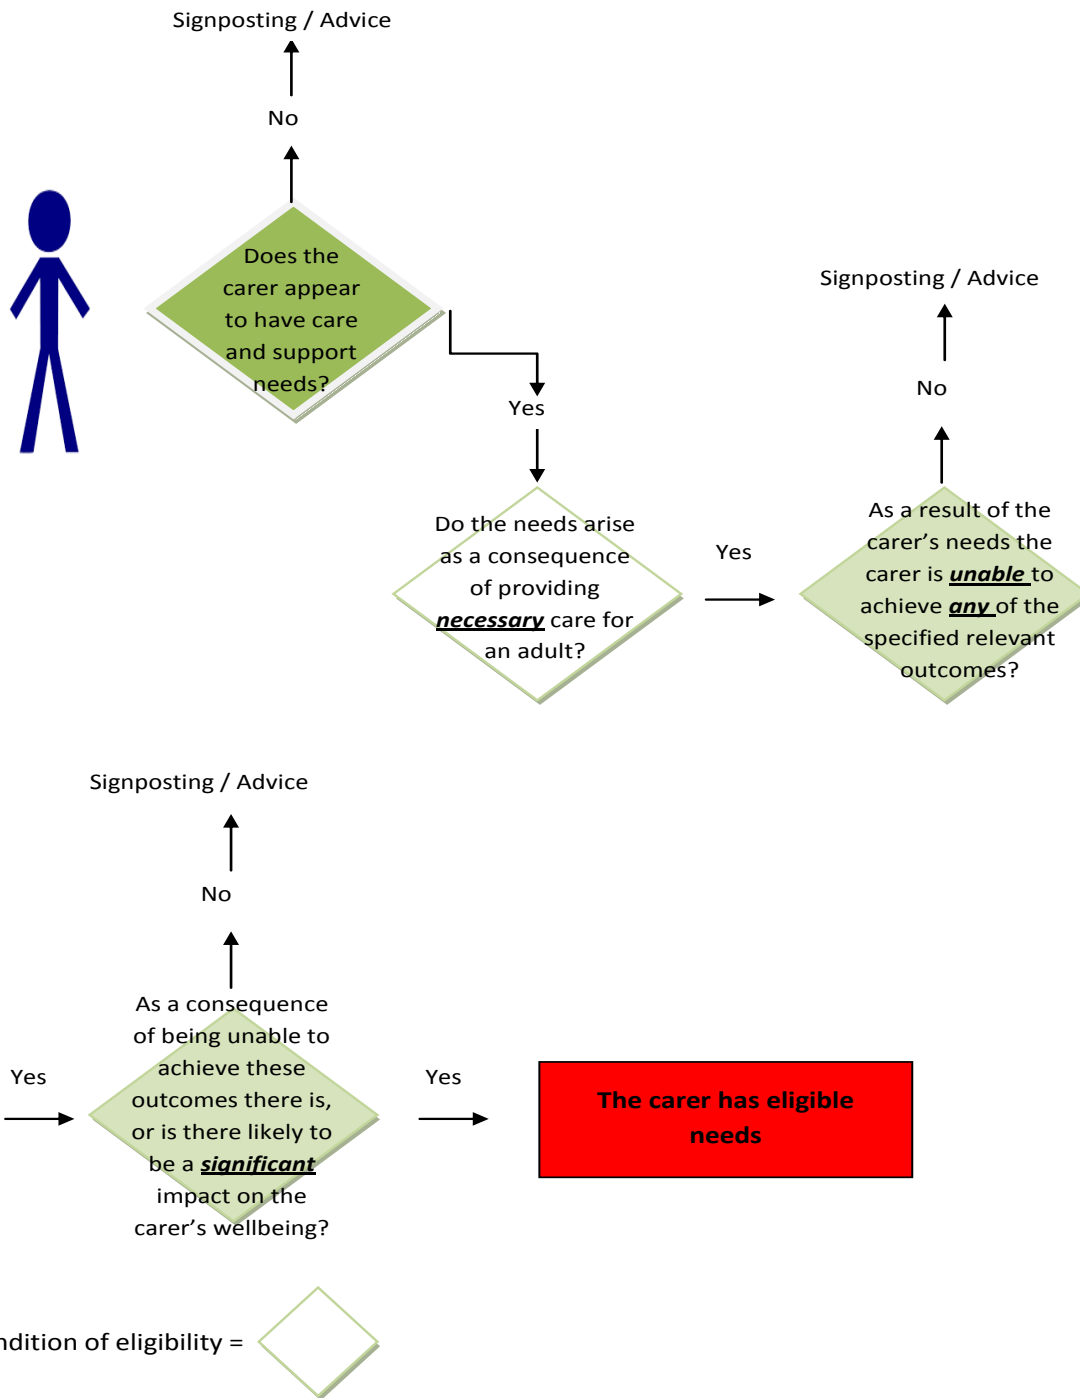 Signposting / Advice
No
Does the
carer appear
to have care
and support
needs?
Yes
Do the needs arise
as a consequence
of providing
necessary care for
an adult?
Yes
Signposting / Advice
No
As a result of the
carer’s needs the
carer is unable to
achieve any of the
specified relevant
outcomes?
Signposting / Advice
No
Yes
As a consequence
of being unable to
achieve these
outcomes there is,
or is there likely to
be a significant
impact on the
carer’s wellbeing?
Yes
The carer has eligible
needs
ndition of eligibility =